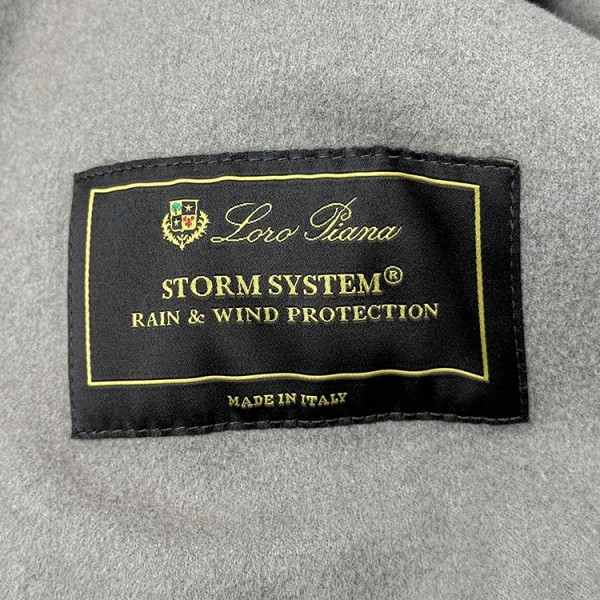 Loro Piana
STORM SYSTEM®
RAIN & WIND PROTECTION
MADE IN ITALY